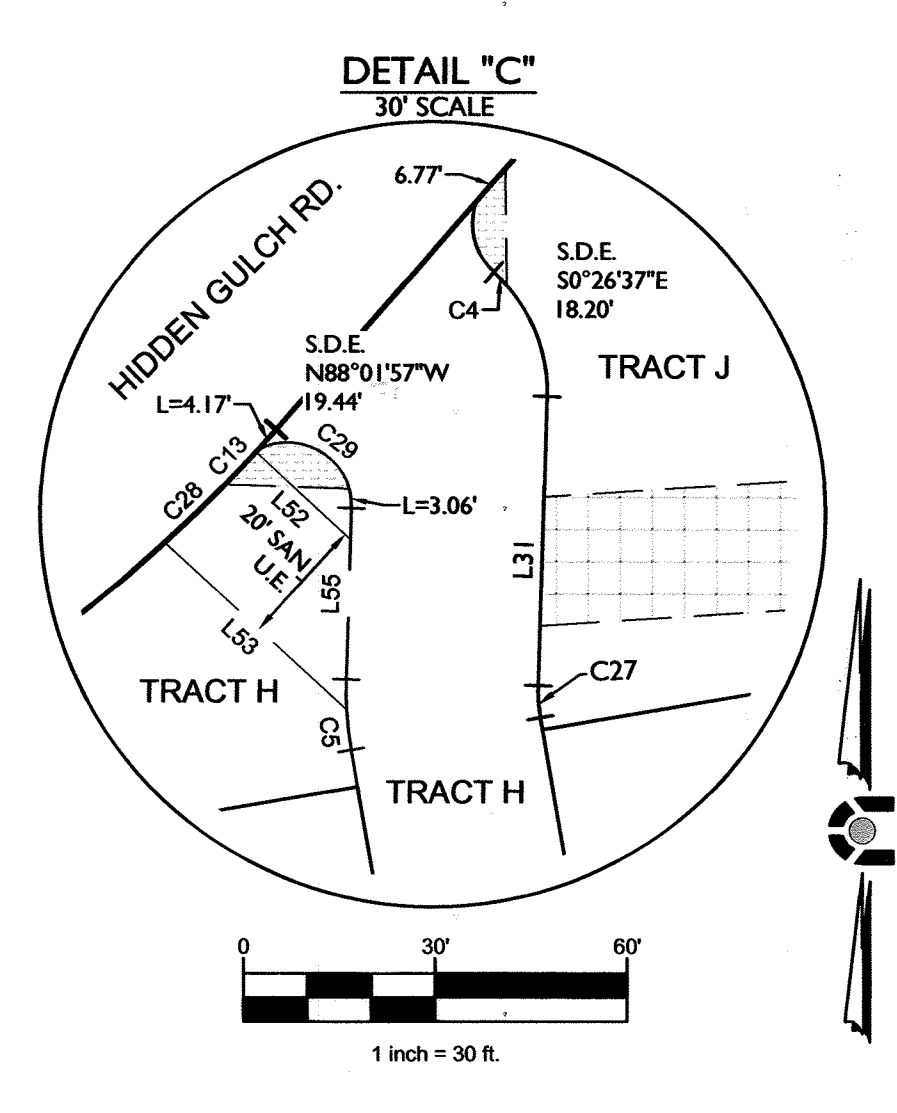 DETAIL "C"
30' SCALE
6.77'
HIDDEN GULCH RD.
S.D.E.
S0°26'37"E
18.20'
C4
S.D.E.
N88°01'57"W
19.44'
TRACT J
L=4.17'
C29
C13
C28
L=3.06'
L52
20' SAN
U.E.
L31
L55
L53
C27
TRACT H
C5
TRACT H
0 30' 60'
1 inch = 30 ft.